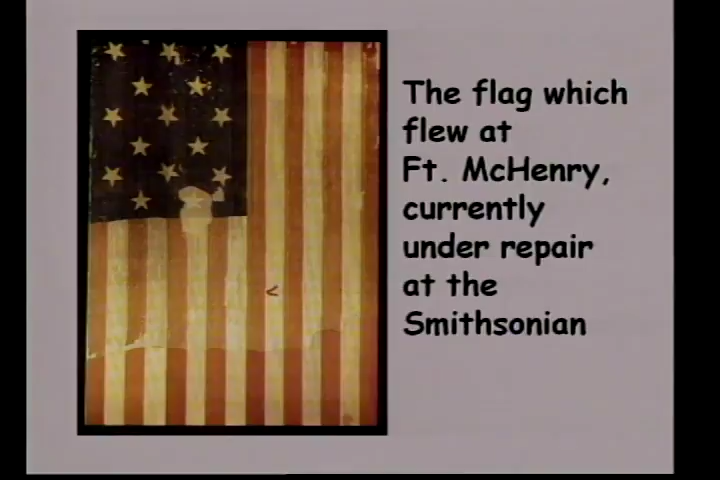 The flag which
flew at
Ft. McHenry,
currently
under repair
at the
Smithsonian